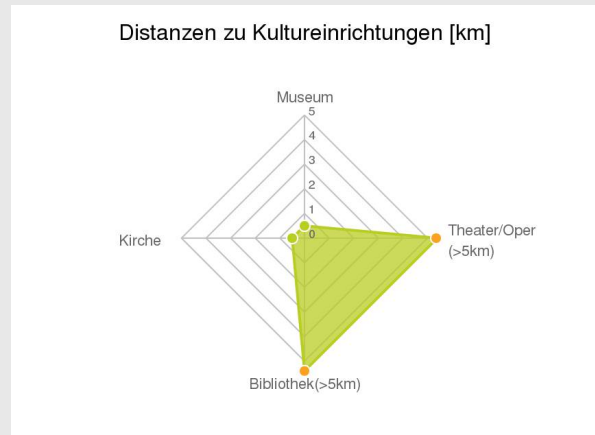 Distanzen zu Kultureinrichtungen [km]
Museum
5
4
3
2
1
0
Theater/Oper
(>5km)
Kirche
Bibliothek(>5km)